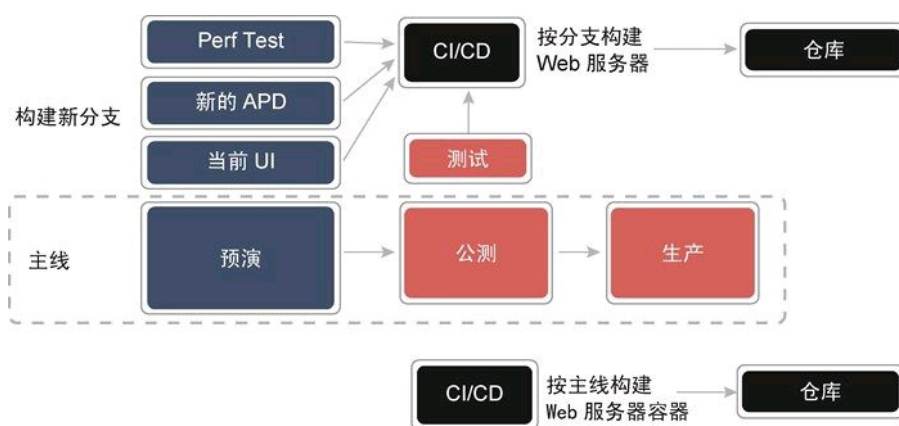 Perf Test
CI/CD
按分支构建
Web 服务器
仓库
构建新分支
新的 APD
当前 UI
测试
主线
预演
公测
生产
CI/CD
按主线构建
Web 服务器容器
仓库